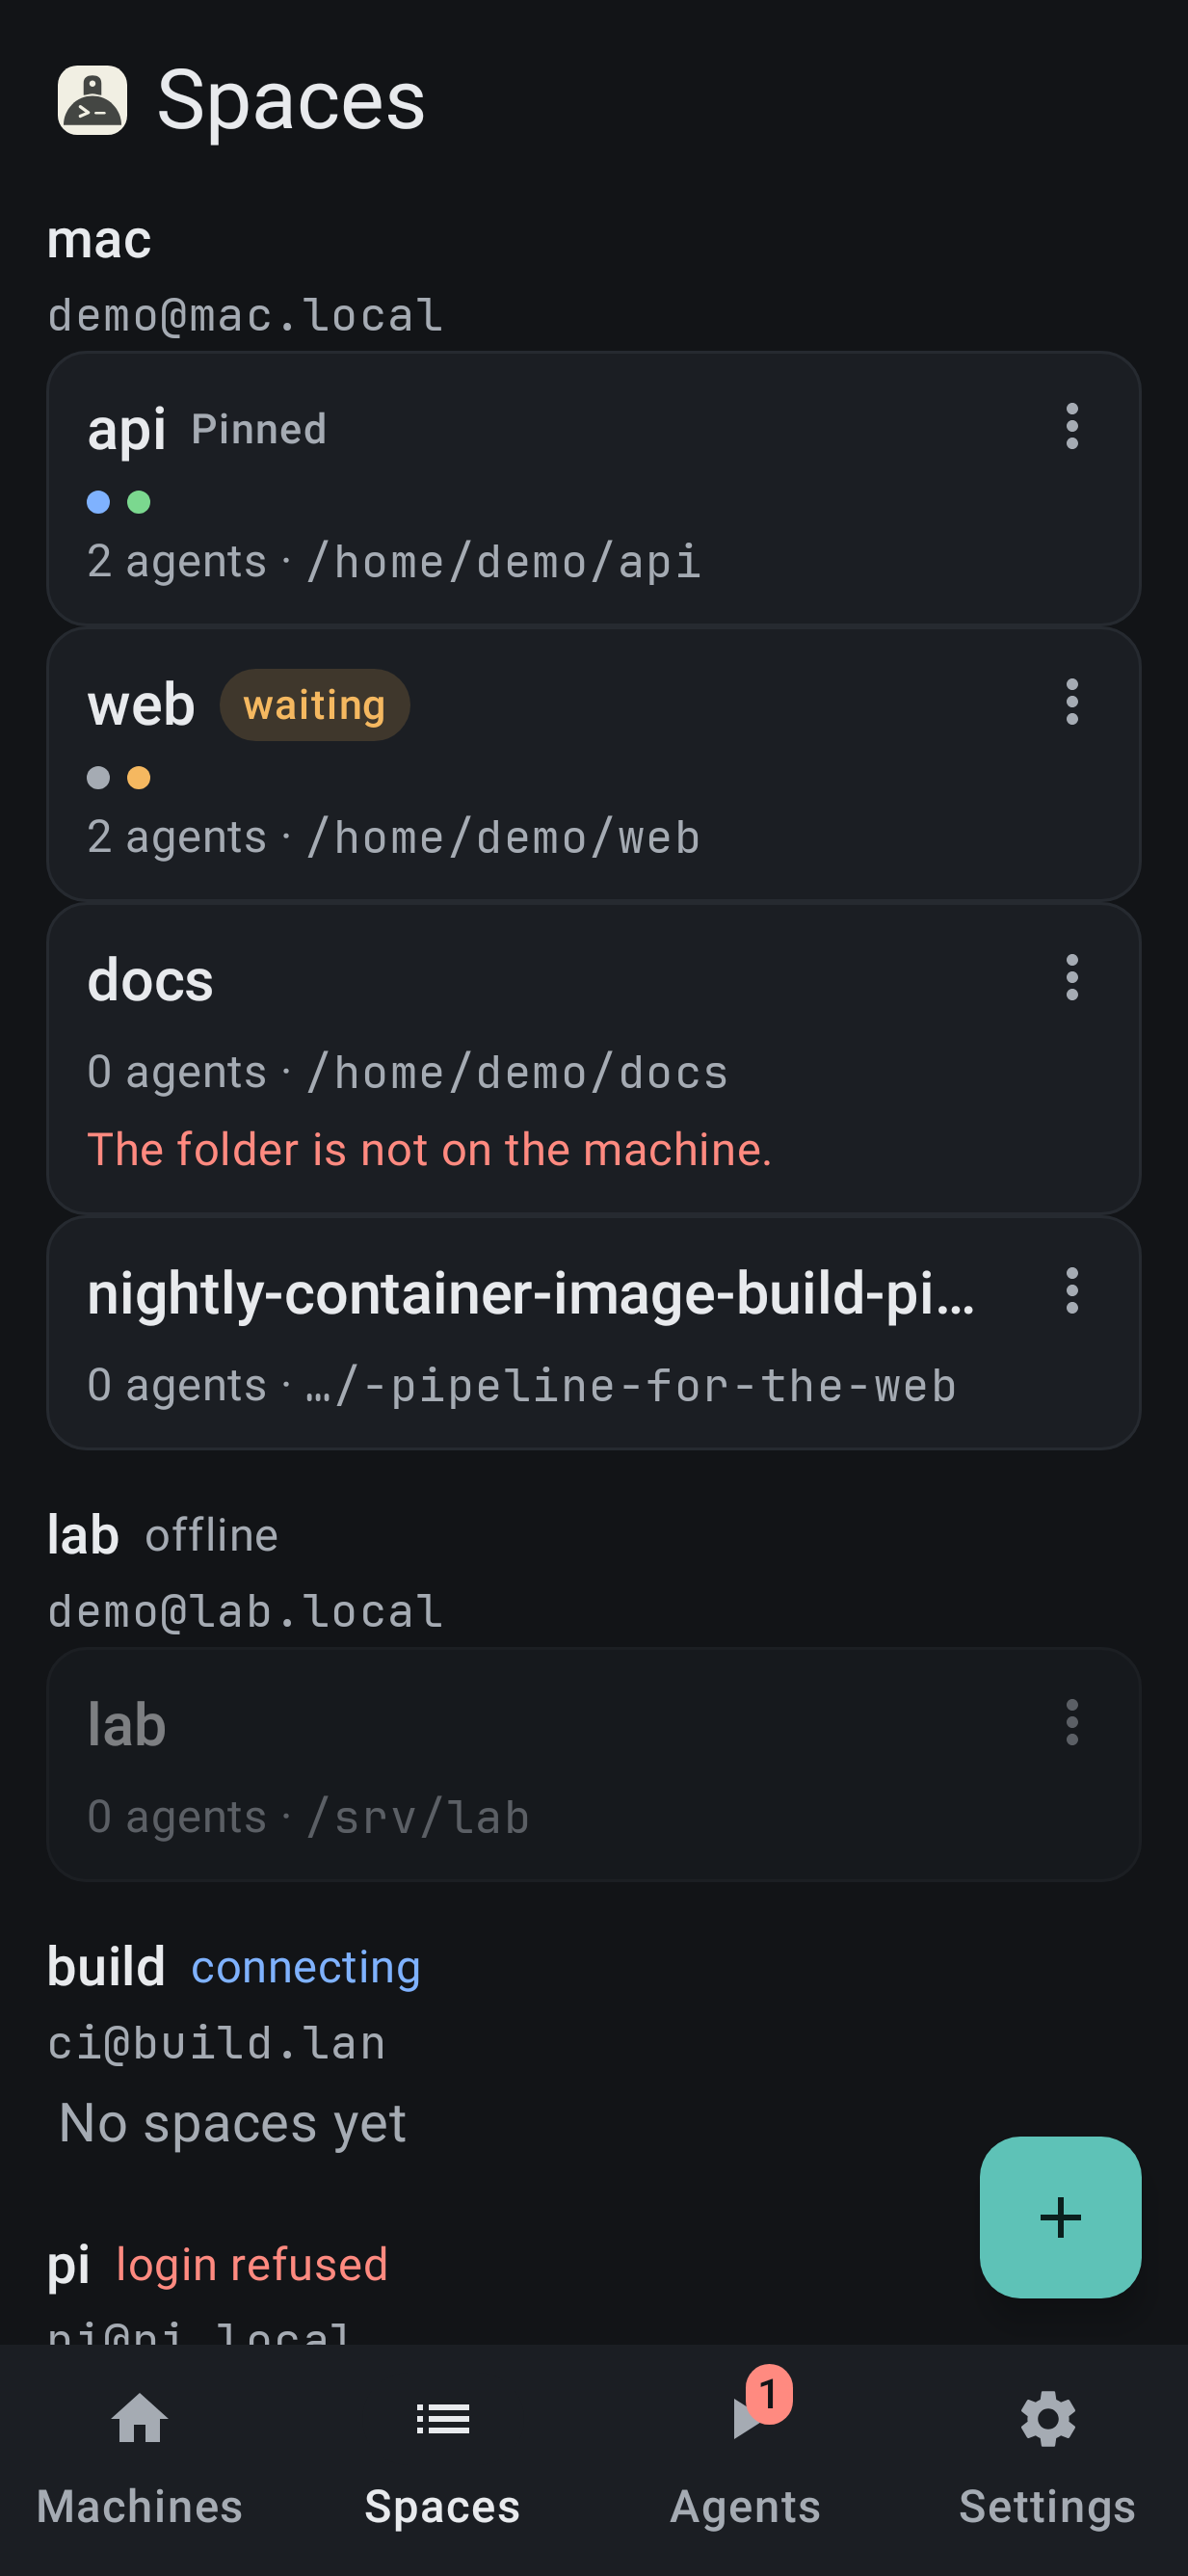 Spaces
mac
demo@mac.local
api Pinned
2 agents · /home/demo/api
web waiting
2 agents · /home/demo/web
docs
0 agents · /home/demo/docs
The folder is not on the machine.
nightly-container-image-build-pi…
0 agents · …/-pipeline-for-the-web
lab offline
demo@lab.local
lab
0 agents · /srv/lab
build connecting
ci@build.lan
No spaces yet
pi login refused
pi@pi.local
1
Machines Spaces Agents Settings